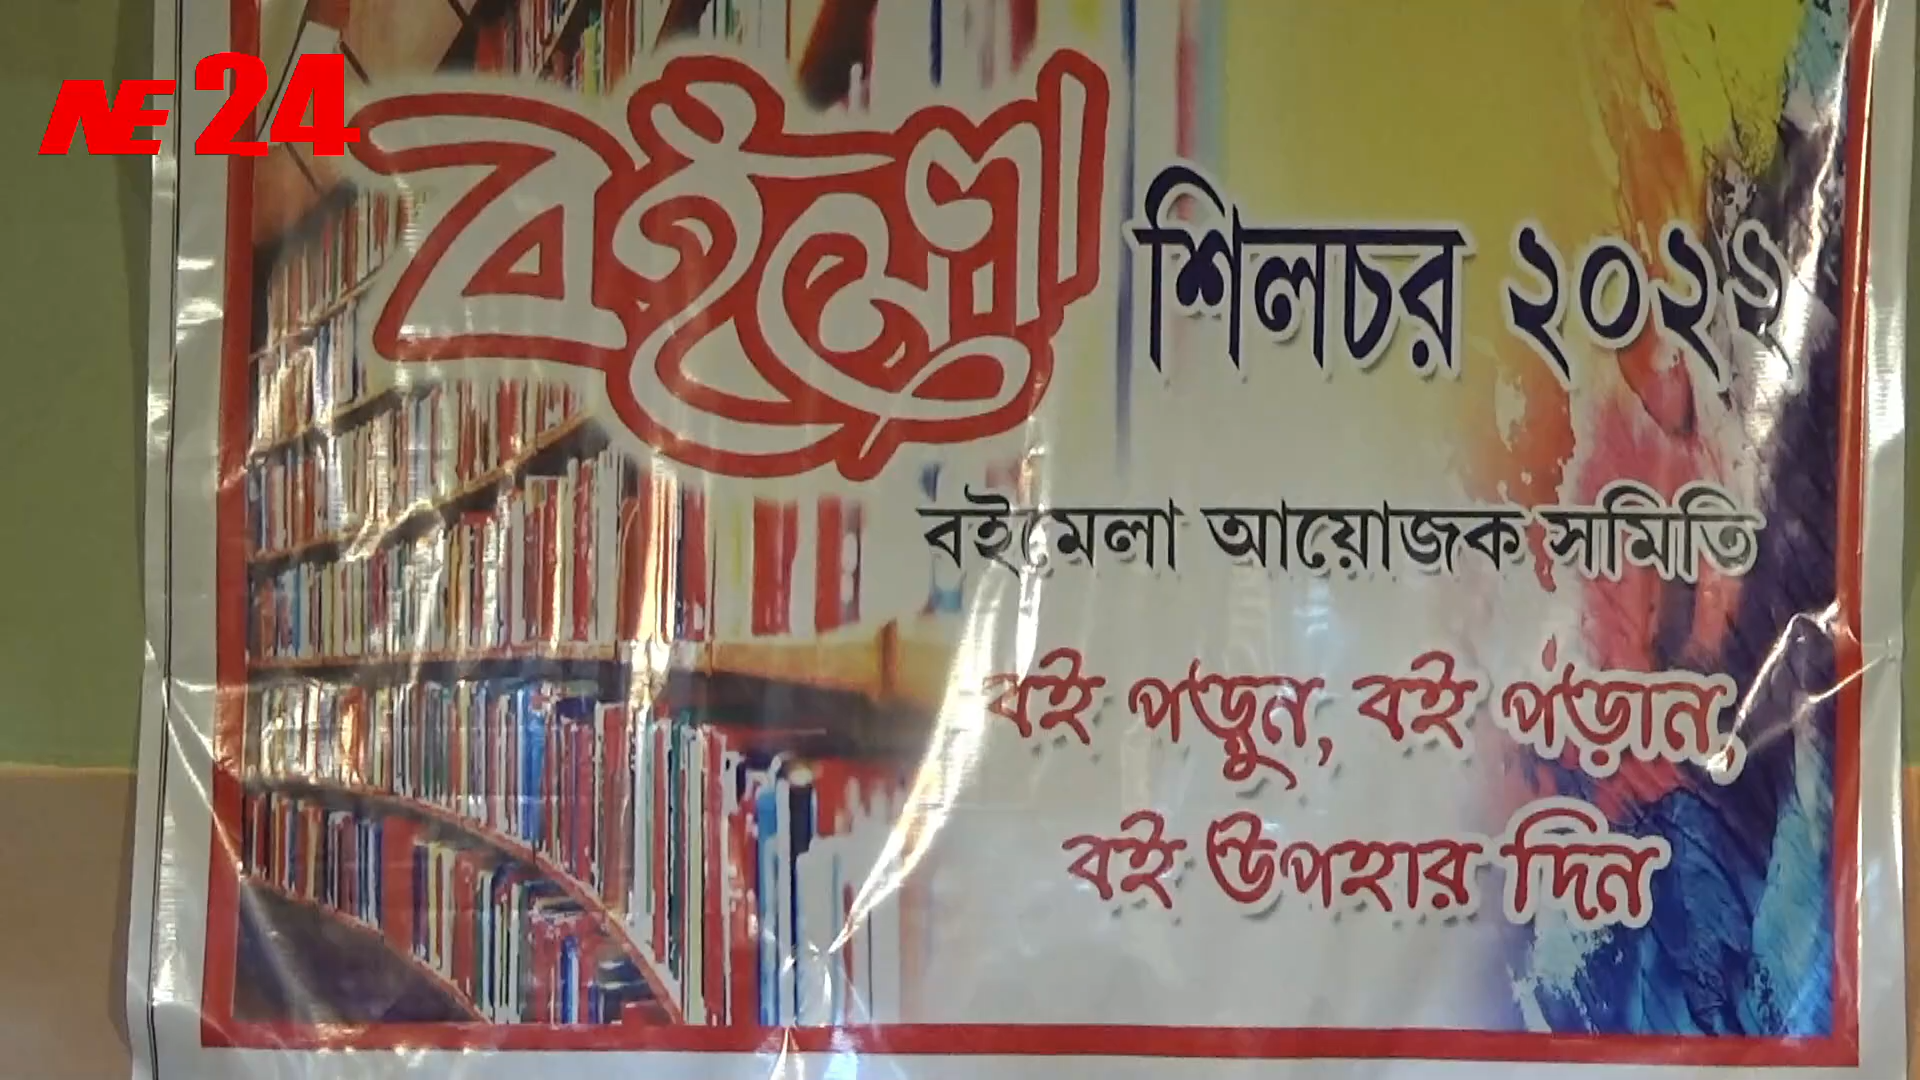 NE 24
বইমেলা
শিলচর ২০২২
বইমেলা আয়োজক সমিতি
বই পড়ুন, বই পড়ান,
বই উপহার দিন